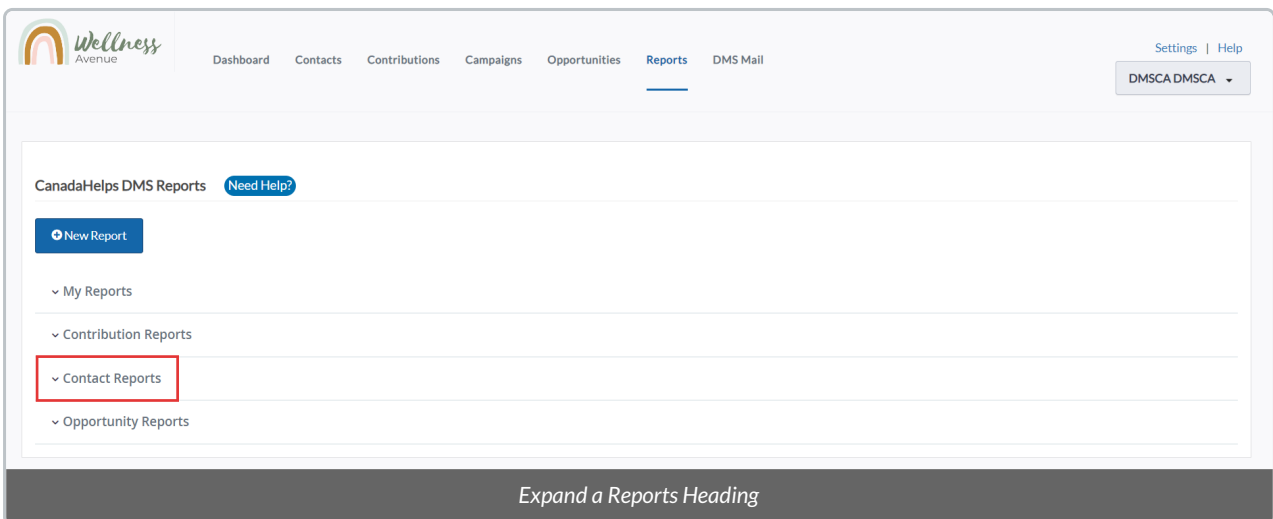 Wellness
Avenue
Dashboard Contacts Contributions Campaigns Opportunities Reports DMS Mail
Settings | Help
DMSCA DMSCA
CanadaHelps DMS Reports Need Help?
New Report
My Reports
Contribution Reports
Contact Reports
Opportunity Reports
Expand a Reports Heading